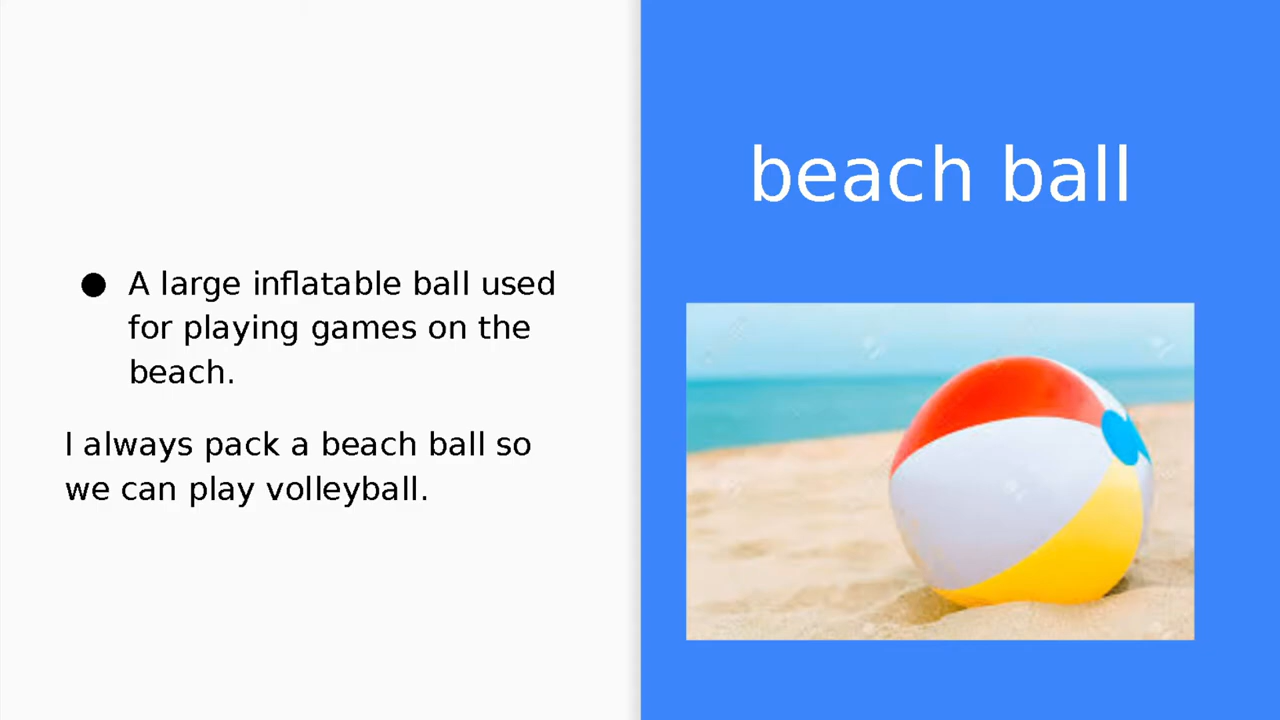 beach ball
● A large inflatable ball used
for playing games on the
beach.
I always pack a beach ball so
we can play volleyball.